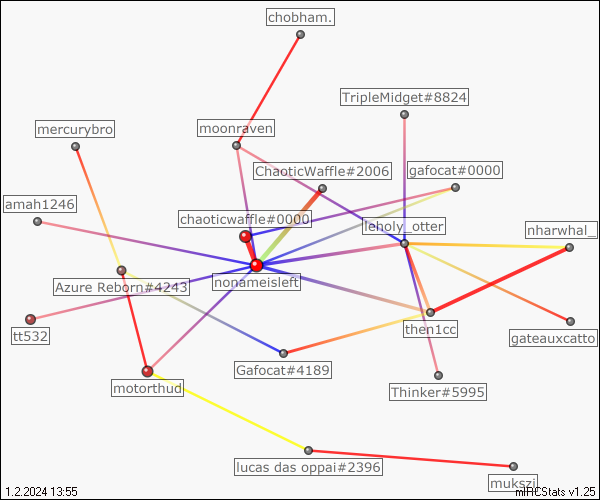 chobham.
TripleMidget#8824
mercurybro
moonraven
ChaoticWaffle#2006
gafocat#0000
amah1246
chaoticwaffle#0000
leholy_otter
nharwhal_
Azure Reborn#4243
nonameisleft
tt532
then1cc
gateauxcatto
Gafocat#4189
motorthud
Thinker#5995
lucas das oppai#2396
mukszi
1.2.2024 13:55
mIRCStats v1.25